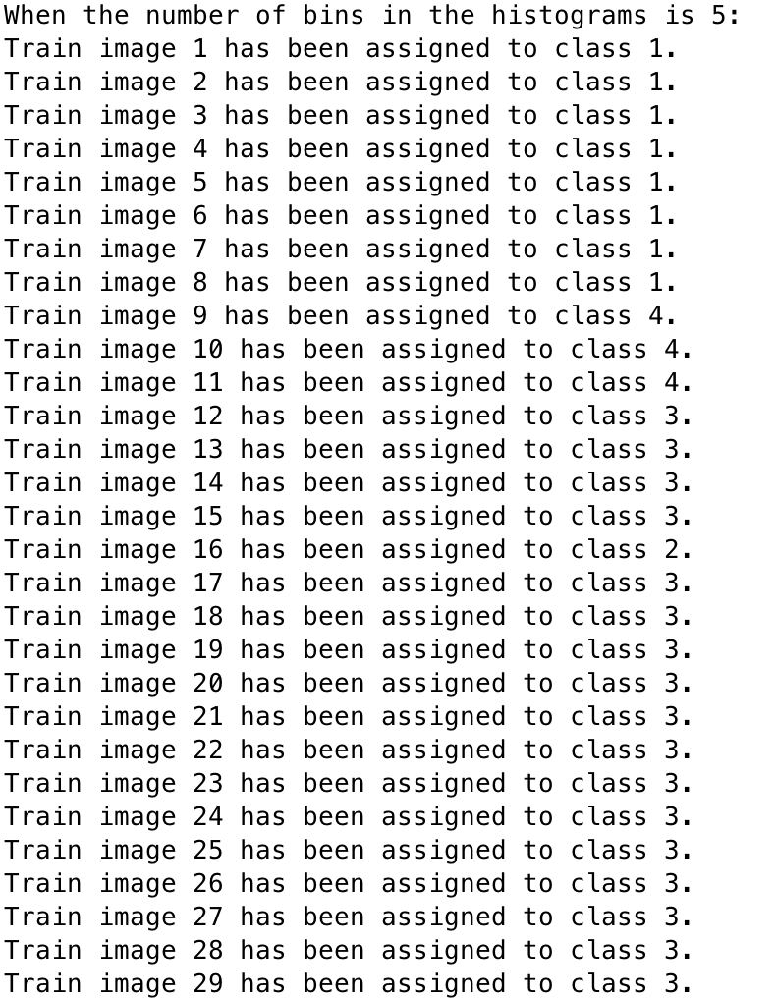 When the number of bins in the histograms is 5:
Train image 1 has been assigned to class 1.
Train image 2 has been assigned to class 1.
Train image 3 has been assigned to class 1.
Train image 4 has been assigned to class 1.
Train image 5 has been assigned to class 1.
Train image 6 has been assigned to class 1.
Train image 7 has been assigned to class 1.
Train image 8 has been assigned to class 1.
Train image 9 has been assigned to class 4.
Train image 10 has been assigned to class 4.
Train image 11 has been assigned to class 4.
Train image 12 has been assigned to class 3.
Train image 13 has been assigned to class 3.
Train image 14 has been assigned to class 3.
Train image 15 has been assigned to class 3.
Train image 16 has been assigned to class 2.
Train image 17 has been assigned to class 3.
Train image 18 has been assigned to class 3.
Train image 19 has been assigned to class 3.
Train image 20 has been assigned to class 3.
Train image 21 has been assigned to class 3.
Train image 22 has been assigned to class 3.
Train image 23 has been assigned to class 3.
Train image 24 has been assigned to class 3.
Train image 25 has been assigned to class 3.
Train image 26 has been assigned to class 3.
Train image 27 has been assigned to class 3.
Train image 28 has been assigned to class 3.
Train image 29 has been assigned to class 3.